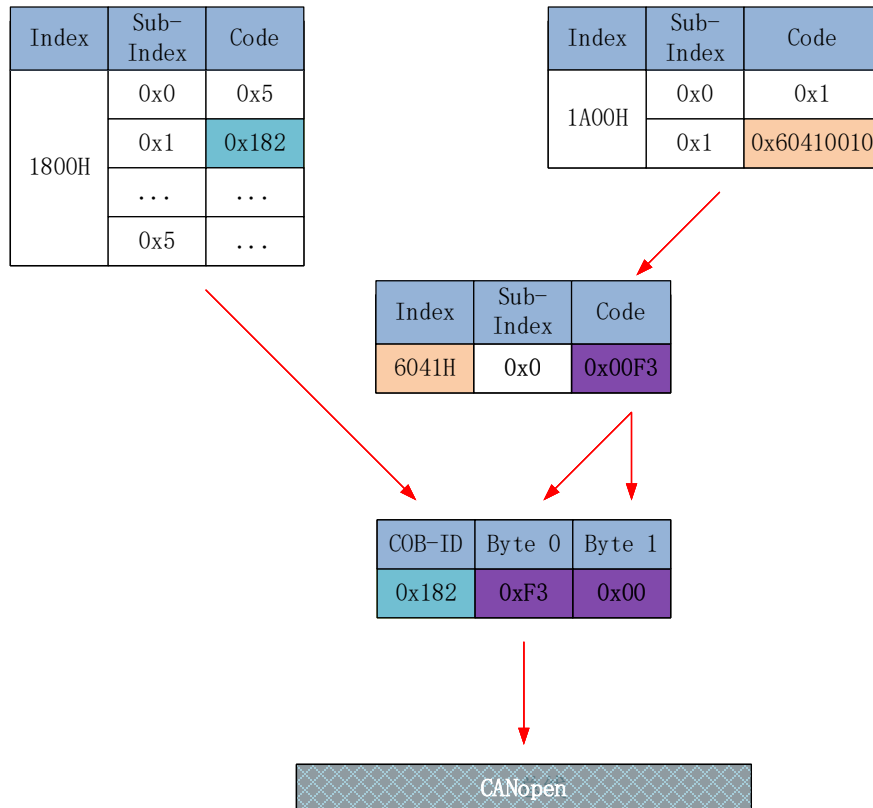 Index Sub-Index Code
1800H
0x0 0x5
0x1 0x182
... ...
0x5 ...
Index Sub-Index Code
1A00H
0x0 0x1
0x1 0x60410010
Index Sub-Index Code
6041H 0x0 0x00F3
COB-ID Byte 0 Byte 1
0x182 0xF3 0x00
CANopen